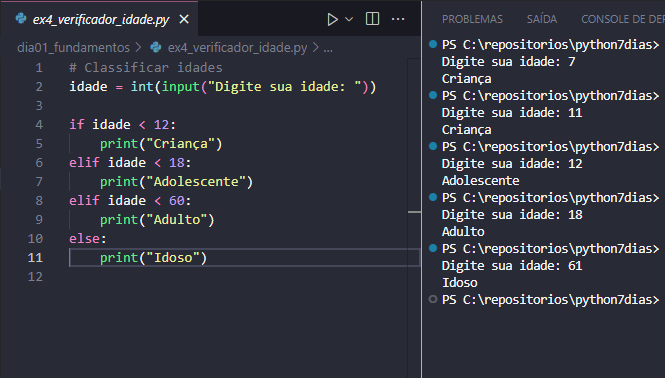 ex4_verificador_idade.py
dia01_fundamentos > ex4_verificador_idade.py > ...
1 # Classificar idades
2 idade = int(input("Digite sua idade: "))
3
4 if idade < 12:
5 print("Criança")
6 elif idade < 18:
7 print("Adolescente")
8 elif idade < 60:
9 print("Adulto")
10 else:
11 print("Idoso")
12
PROBLEMAS SAÍDA CONSOLE DE DEP
PS C:\repositorios\python7dias>
Digite sua idade: 7
Criança
PS C:\repositorios\python7dias>
Digite sua idade: 11
Criança
PS C:\repositorios\python7dias>
Digite sua idade: 12
Adolescente
PS C:\repositorios\python7dias>
Digite sua idade: 18
Adulto
PS C:\repositorios\python7dias>
Digite sua idade: 61
Idoso
PS C:\repositorios\python7dias>